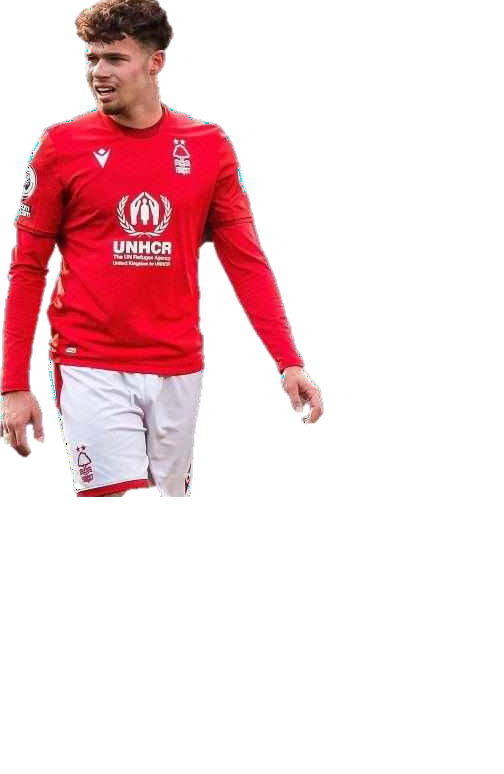 UNHCR
The UN Refugee Agency
United Kingdom for UNHCR